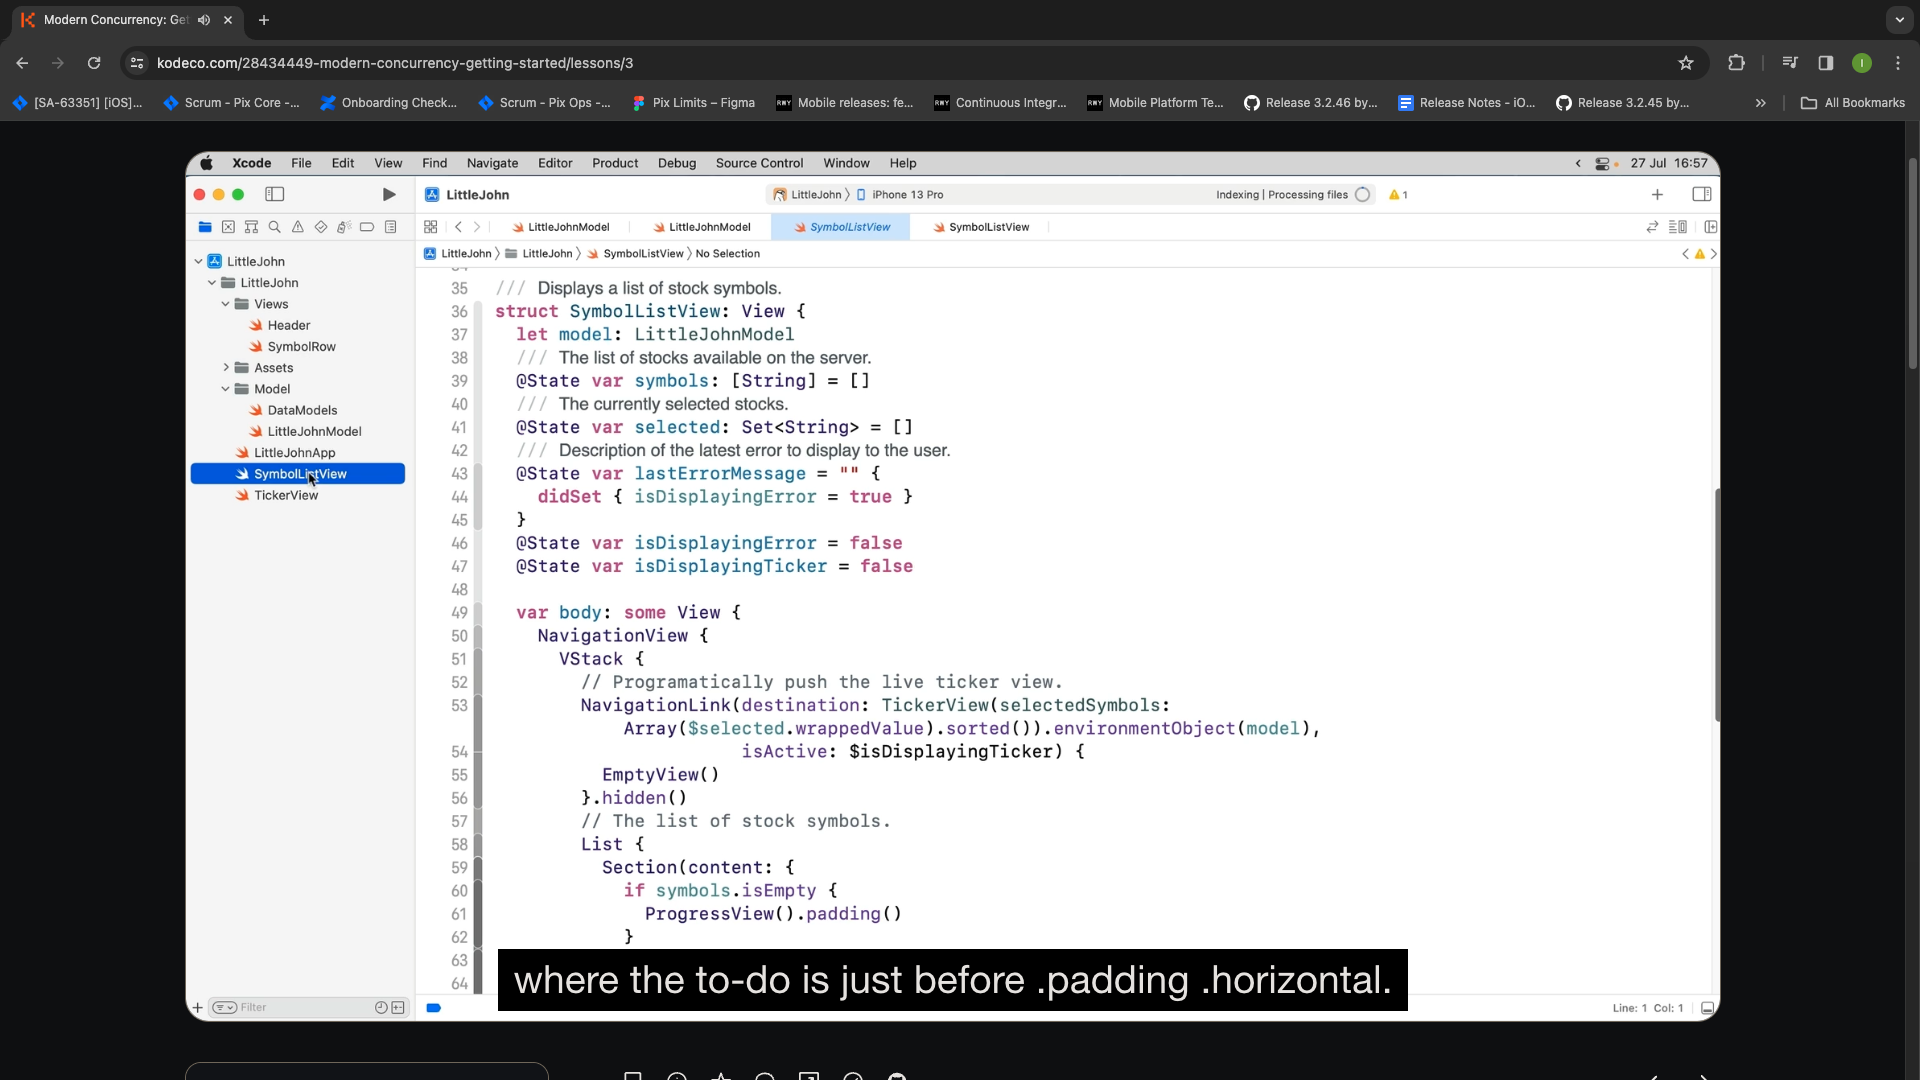 Modern Concurrency: Get
kodeco.com/28434449-modern-concurrency-getting-started/lessons/3
I
[SA-63351] [iOS]...
Scrum - Pix Core -...
Onboarding Check...
Scrum - Pix Ops -...
Pix Limits – Figma
Mobile releases: fe...
Continuous Integr...
Mobile Platform Te...
Release 3.2.46 by...
Release Notes - iO...
Release 3.2.45 by...
»
All Bookmarks
Xcode File Edit View Find Navigate Editor Product Debug Source Control Window Help
27 Jul 16:57
LittleJohn
LittleJohn 〉 iPhone 13 Pro
Indexing | Processing files
1
LittleJohnModel
LittleJohnModel
SymbolListView
SymbolListView
LittleJohn 〉 LittleJohn 〉 SymbolListView 〉 No Selection
LittleJohn
LittleJohn
Views
Header
SymbolRow
Assets
Model
DataModels
LittleJohnModel
LittleJohnApp
SymbolListView
TickerView
35 /// Displays a list of stock symbols.
36 struct SymbolListView: View {
37 let model: LittleJohnModel
38 /// The list of stocks available on the server.
39 @State var symbols: [String] = []
40 /// The currently selected stocks.
41 @State var selected: Set<String> = []
42 /// Description of the latest error to display to the user.
43 @State var lastErrorMessage = "" {
44 didSet { isDisplayingError = true }
45 }
46 @State var isDisplayingError = false
47 @State var isDisplayingTicker = false
48
49 var body: some View {
50 NavigationView {
51 VStack {
52 // Programatically push the live ticker view.
53 NavigationLink(destination: TickerView(selectedSymbols:
Array($selected.wrappedValue).sorted()).environmentObject(model),
54 isActive: $isDisplayingTicker) {
55 EmptyView()
56 }.hidden()
57 // The list of stock symbols.
58 List {
59 Section(content: {
60 if symbols.isEmpty {
61 ProgressView().padding()
62 }
63
64
where the to-do is just before .padding .horizontal.
Filter
Line: 1 Col: 1